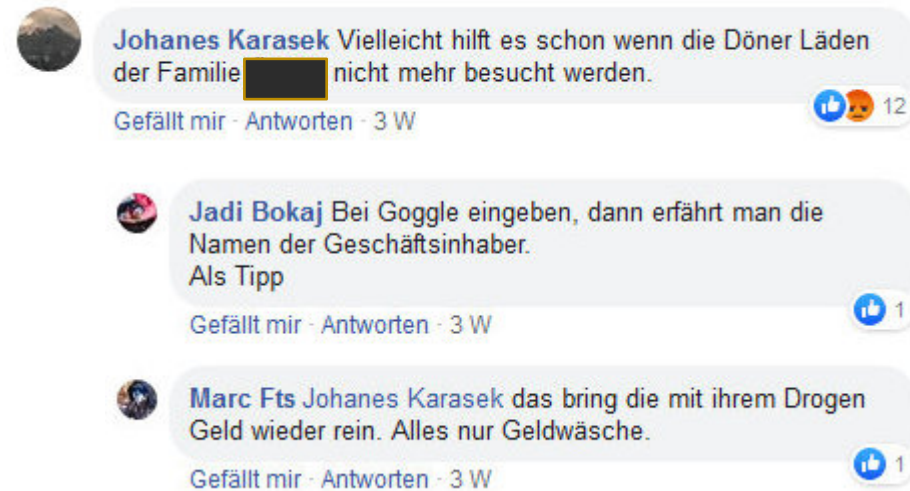 Johanes Karasek Vielleicht hilft es schon wenn die Döner Läden
der Familie nicht mehr besucht werden.
12
Gefällt mir · Antworten · 3 W
Jadi Bokaj Bei Goggle eingeben, dann erfährt man die
Namen der Geschäftsinhaber.
Als Tipp
1
Gefällt mir · Antworten · 3 W
Marc Fts Johanes Karasek das bring die mit ihrem Drogen
Geld wieder rein. Alles nur Geldwäsche.
1
Gefällt mir · Antworten · 3 W